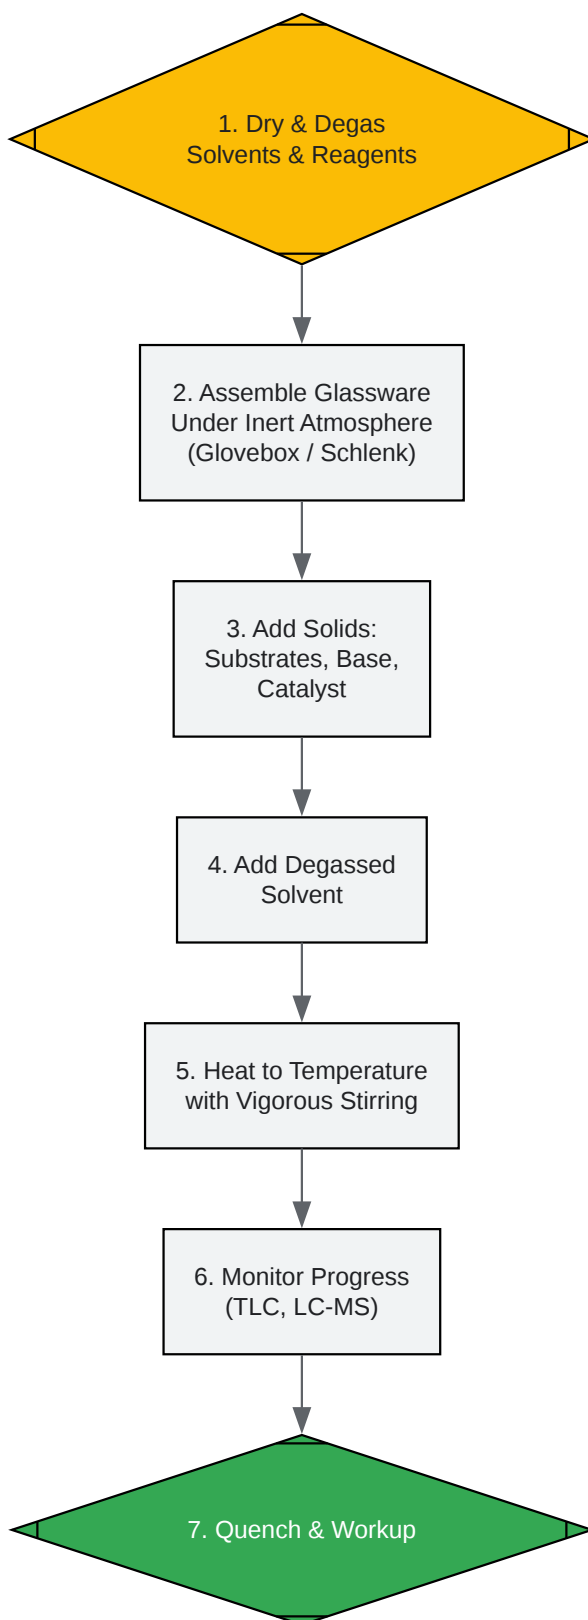 1. Dry & Degas
Solvents & Reagents
2. Assemble Glassware
Under Inert Atmosphere
(Glovebox / Schlenk)
3. Add Solids:
Substrates, Base,
Catalyst
4. Add Degassed
Solvent
5. Heat to Temperature
with Vigorous Stirring
6. Monitor Progress
(TLC, LC-MS)
7. Quench & Workup